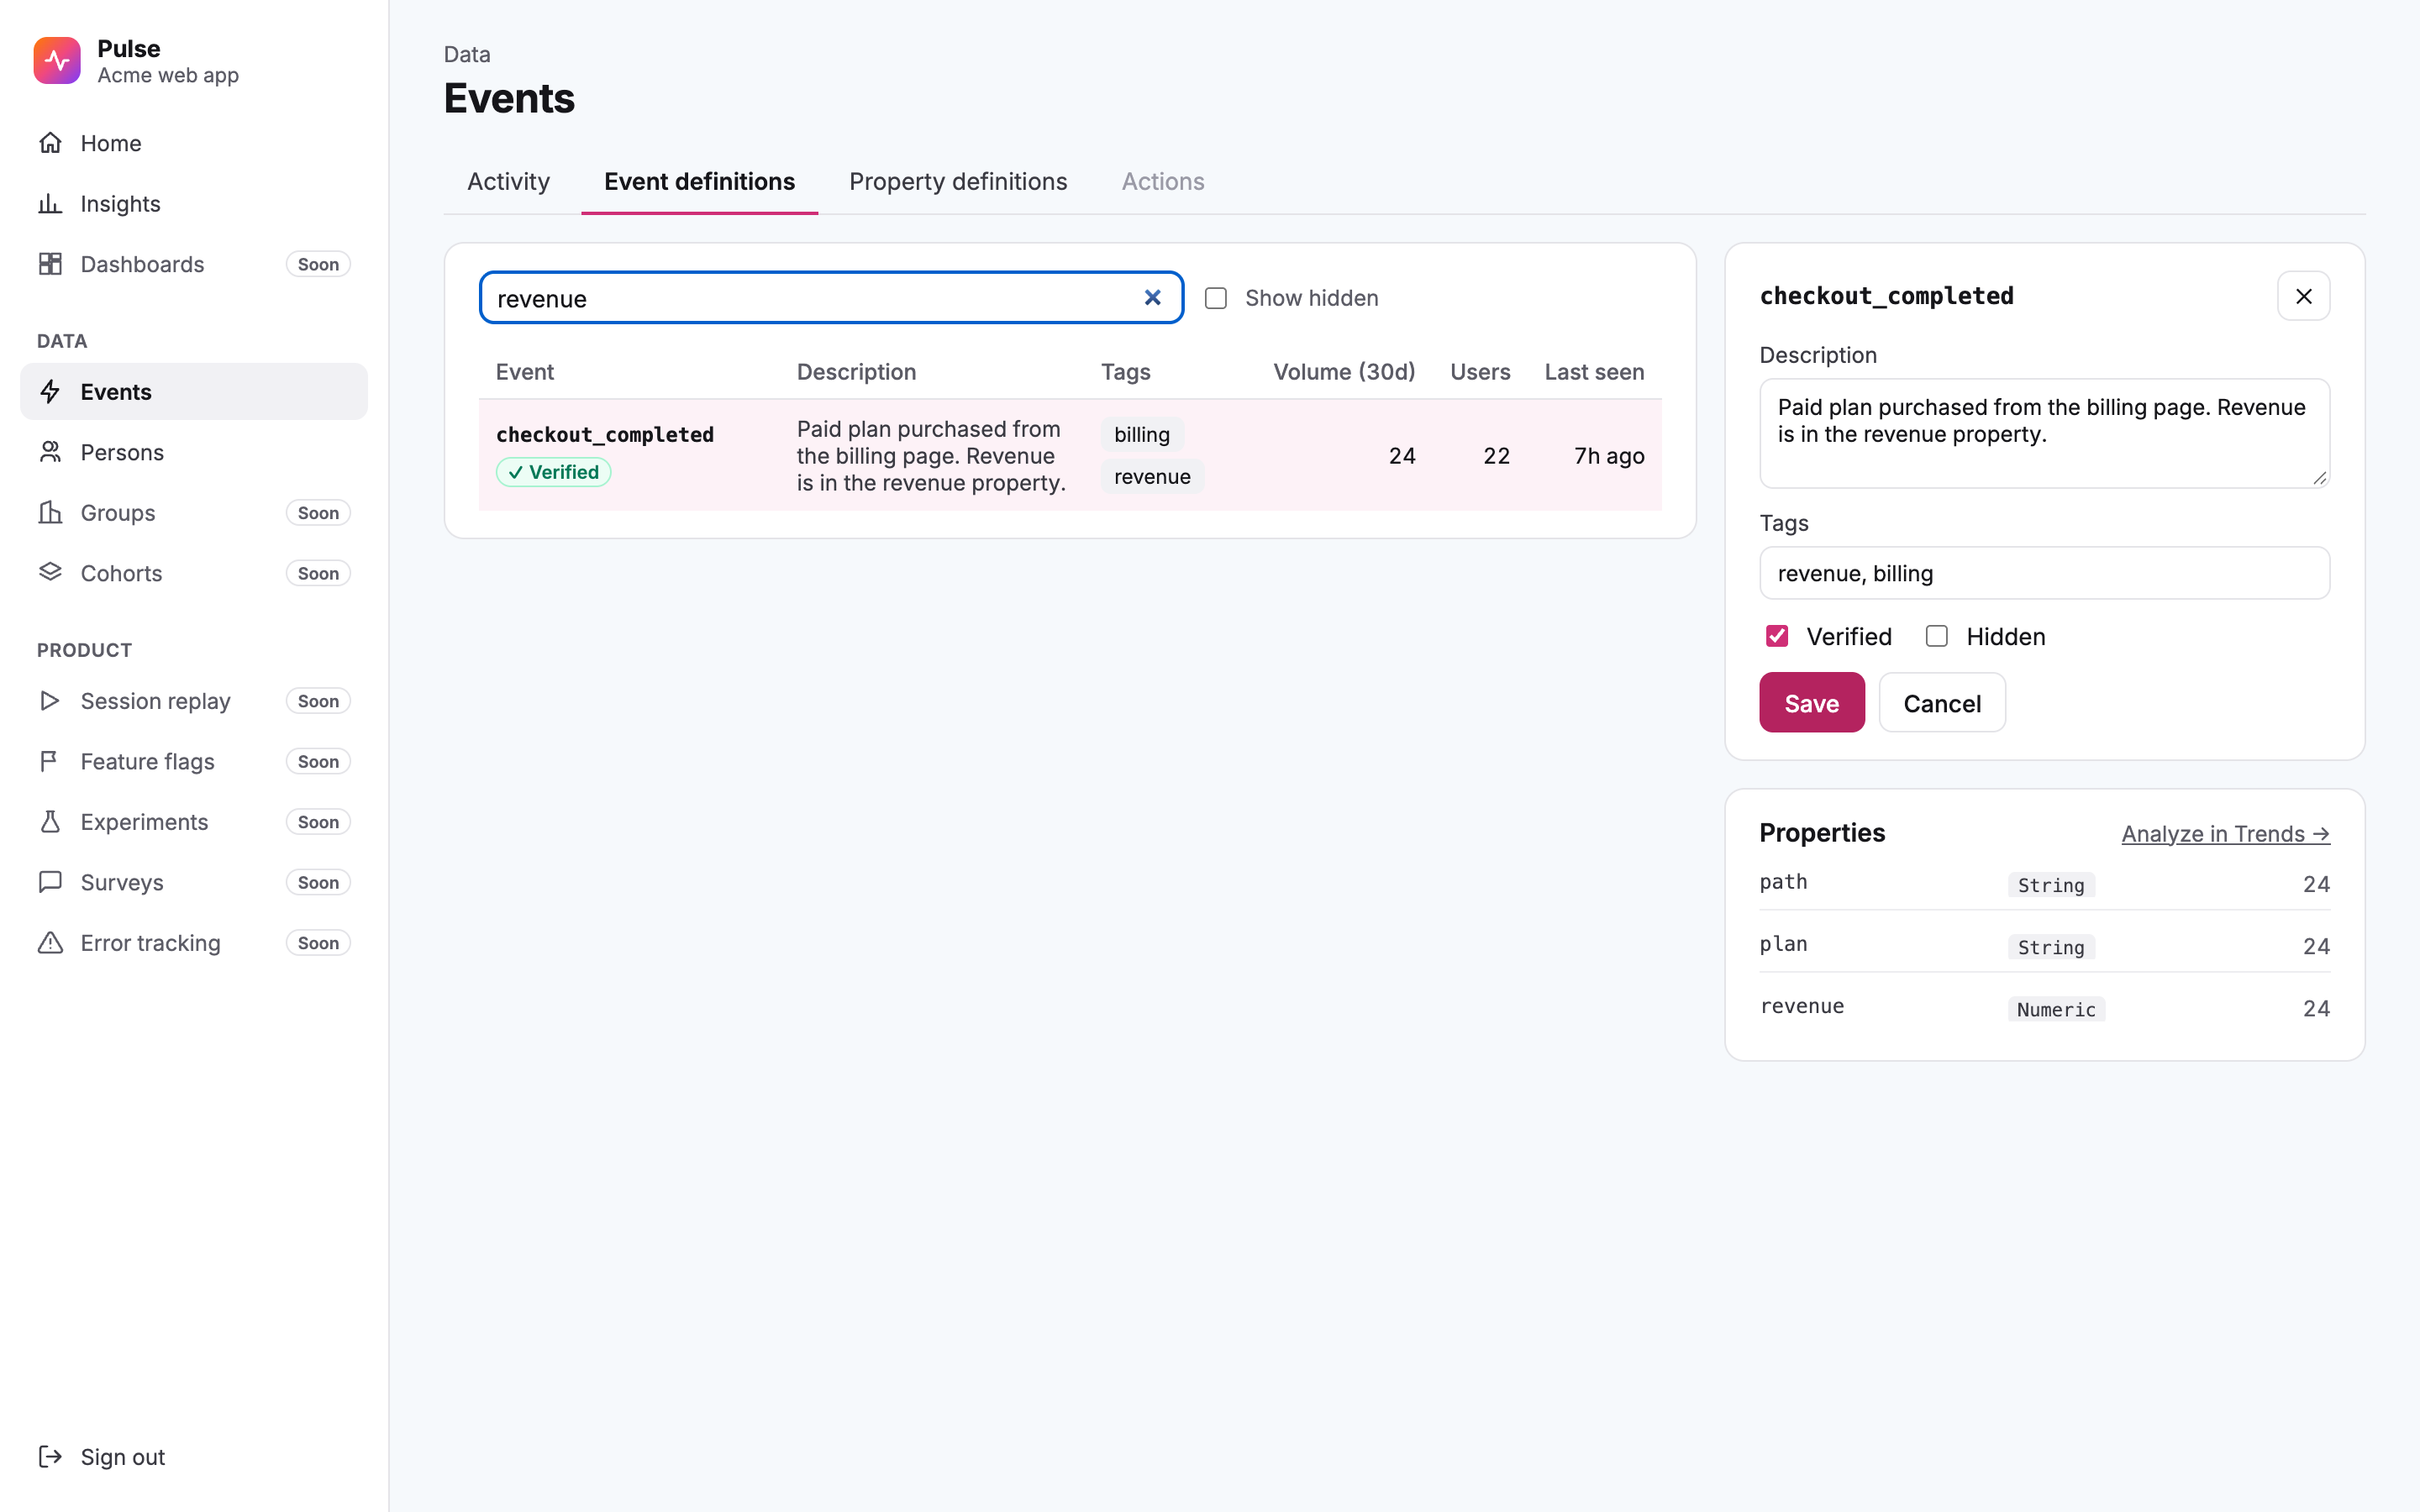 Pulse
Acme web app
Home
Insights
Dashboards Soon
DATA
Events
Persons
Groups Soon
Cohorts Soon
PRODUCT
Session replay Soon
Feature flags Soon
Experiments Soon
Surveys Soon
Error tracking Soon
Sign out
Data
Events
Activity Event definitions Property definitions Actions
revenue Show hidden
Event Description Tags Volume (30d) Users Last seen
checkout_completed
Verified
Paid plan purchased from
the billing page. Revenue
is in the revenue property.
billing
revenue
24 22 7h ago
checkout_completed
Description
Paid plan purchased from the billing page. Revenue
is in the revenue property.
Tags
revenue, billing
Verified Hidden
Save Cancel
Properties Analyze in Trends →
path String 24
plan String 24
revenue Numeric 24